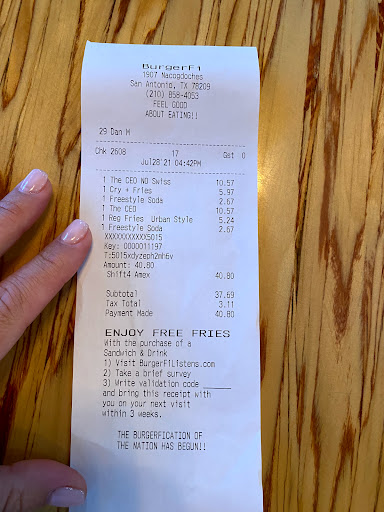 BurgerFi
1907 Nacogdoches
San Antonio, TX 78209
(210) 858-4053
FEEL GOOD
ABOUT EATING!!
29 Dan M
Chk 2608 17 Gst 0
Jul28'21 04:42PM
1 The CEO NO Swiss 10.57
1 Cry + Fries 5.97
1 Freestyle Soda 2.67
1 The CEO 10.57
1 Reg Fries Urban Style 5.24
1 Freestyle Soda 2.67
XXXXXXXXXXX5015
Key: 0000011197
T:5015xdyzeph2mh6v
Amount: 40.80
Shift4 Amex 40.80
Subtotal 37.69
Tax Total 3.11
Payment Made 40.80
ENJOY FREE FRIES
With the purchase of a
Sandwich & Drink
1) Visit BurgerFiListens.com
2) Take a brief survey
3) Write validation code ______
and bring this receipt with
you on your next visit
within 3 weeks.
THE BURGERFICATION OF
THE NATION HAS BEGUN!!